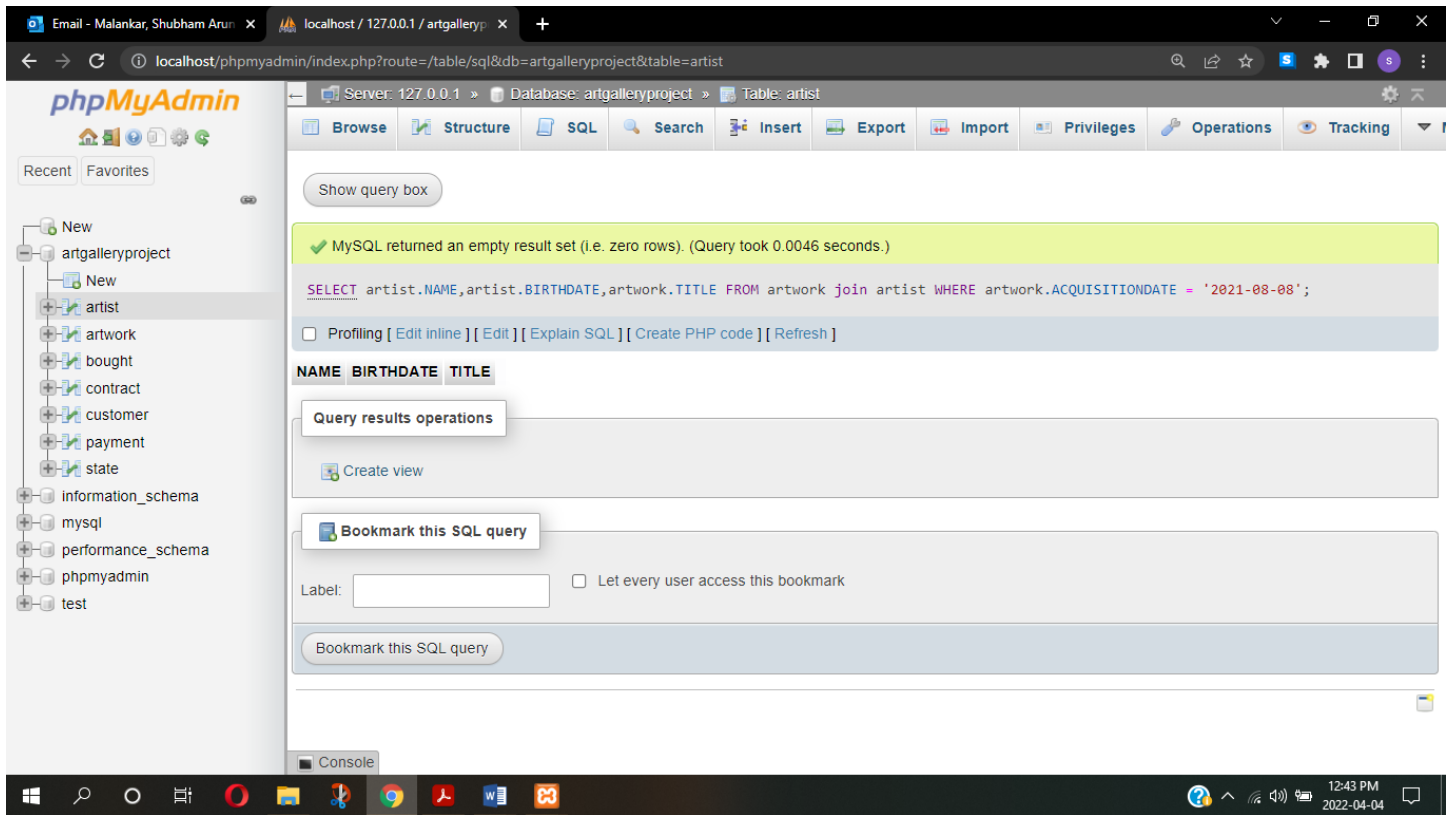 Email - Malankar, Shubham Arun
localhost / 127.0.0.1 / artgalleryp
localhost/phpmyadmin/index.php?route=/table/sql&db=artgalleryproject&table=artist
S
s
phpMyAdmin
Recent Favorites
New
artgalleryproject
New
artist
artwork
bought
contract
customer
payment
state
information_schema
mysql
performance_schema
phpmyadmin
test
Server: 127.0.0.1 » Database: artgalleryproject » Table: artist
Browse Structure SQL Search Insert Export Import Privileges Operations Tracking
Show query box
MySQL returned an empty result set (i.e. zero rows). (Query took 0.0046 seconds.)
SELECT artist.NAME,artist.BIRTHDATE,artwork.TITLE FROM artwork join artist WHERE artwork.ACQUISITIONDATE = '2021-08-08';
Profiling [ Edit inline ] [ Edit ] [ Explain SQL ] [ Create PHP code ] [ Refresh ]
NAME BIRTHDATE TITLE
Query results operations
Create view
Bookmark this SQL query
Label:
Let every user access this bookmark
Bookmark this SQL query
Console
12:43 PM
2022-04-04